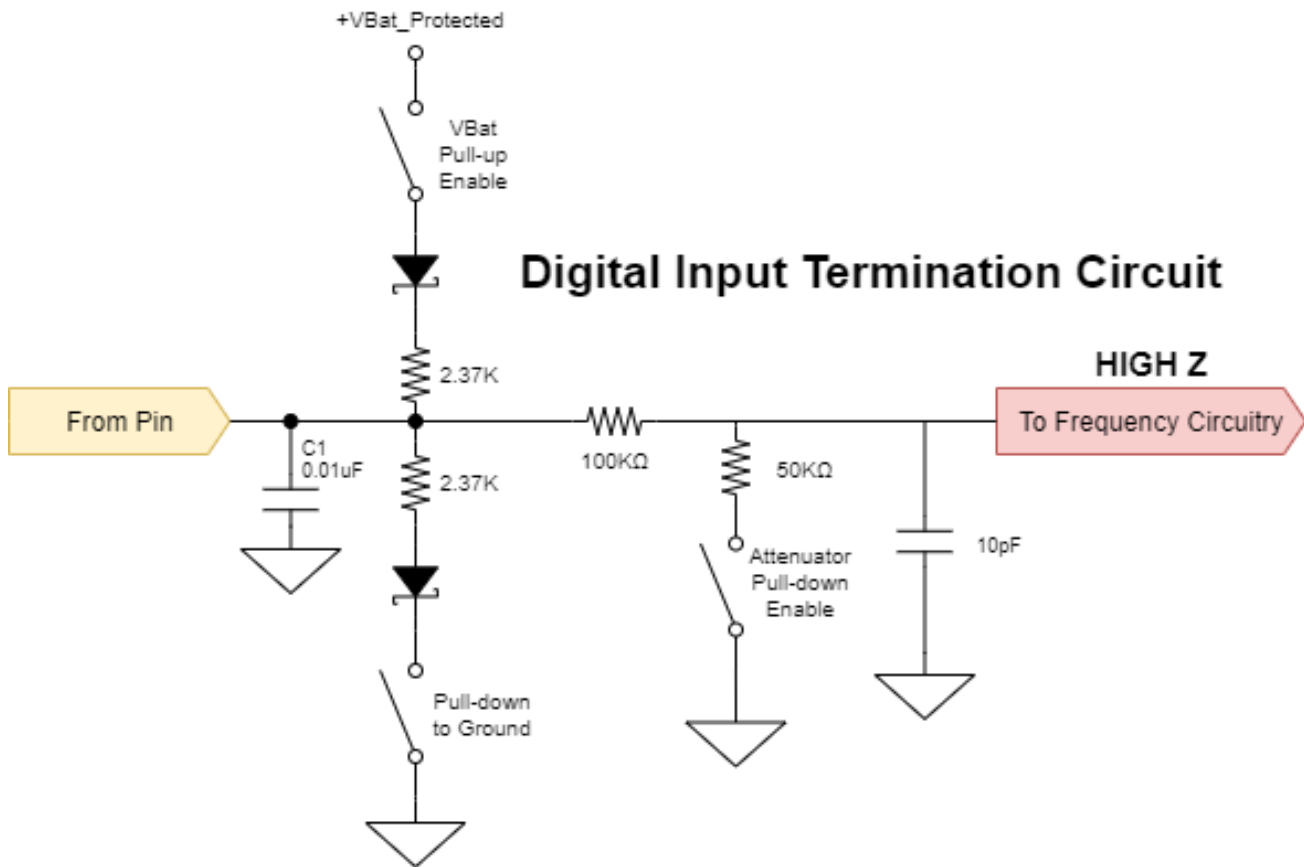 +VBat_Protected
VBat
Pull-up
Enable
Digital Input Termination Circuit
2.37K
HIGH Z
From Pin
To Frequency Circuitry
C1
0.01uF
2.37K
100KΩ
50KΩ
Attenuator
Pull-down
Enable
10pF
Pull-down
to Ground